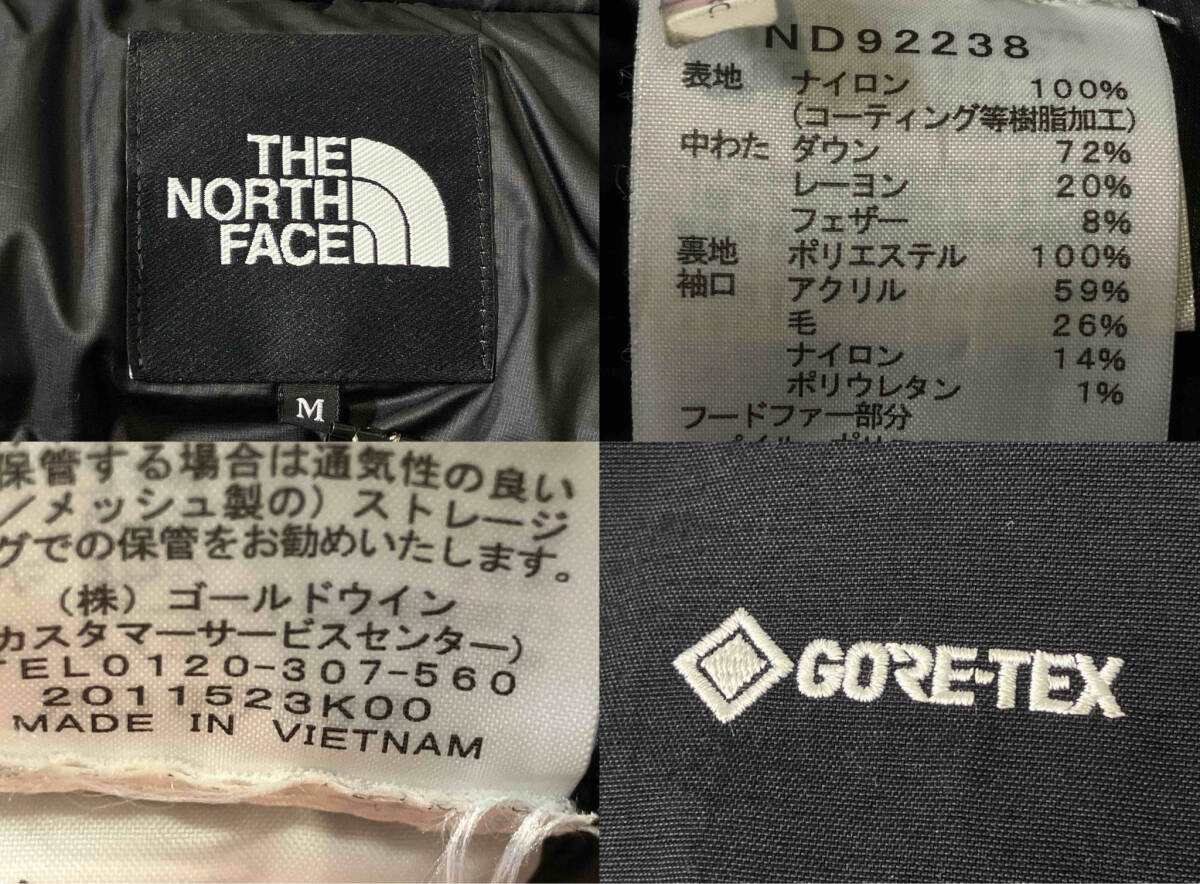 THE
NORTH
FACE
M
ND92238
表地 ナイロン 100%
(コーティング等樹脂加工)
中わた ダウン 72%
レーヨン 20%
フェザー 8%
裏地 ポリエステル 100%
袖口 アクリル 59%
毛 26%
ナイロン 14%
ポリウレタン 1%
フードファー部分
保管する場合は通気性の良い
/メッシュ製の)ストレージ
グでの保管をお勧めいたします。
(株)ゴールドウイン
カスタマーサービスセンター)
TEL0120-307-560
2011523K00
MADE IN VIETNAM
GORE-TEX